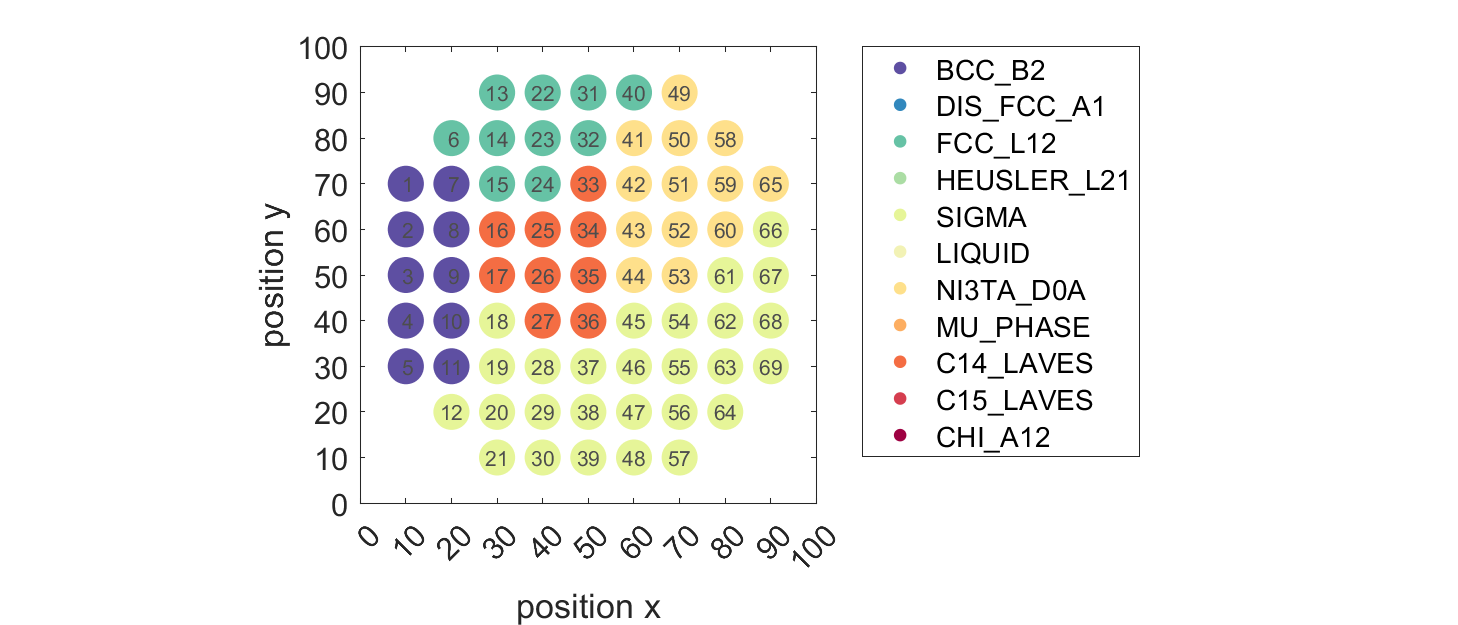 100
90
80
70
60
50
40
30
20
10
0
13 22 31 40 49
6 14 23 32 41 50 58
1 7 15 24 33 42 51 59 65
2 8 16 25 34 43 52 60 66
3 9 17 26 35 44 53 61 67
4 10 18 27 36 45 54 62 68
5 11 19 28 37 46 55 63 69
12 20 29 38 47 56 64
21 30 39 48 57
0 10 20 30 40 50 60 70 80 90 100
position x
position y
BCC_B2
DIS_FCC_A1
FCC_L12
HEUSLER_L21
SIGMA
LIQUID
NI3TA_D0A
MU_PHASE
C14_LAVES
C15_LAVES
CHI_A12